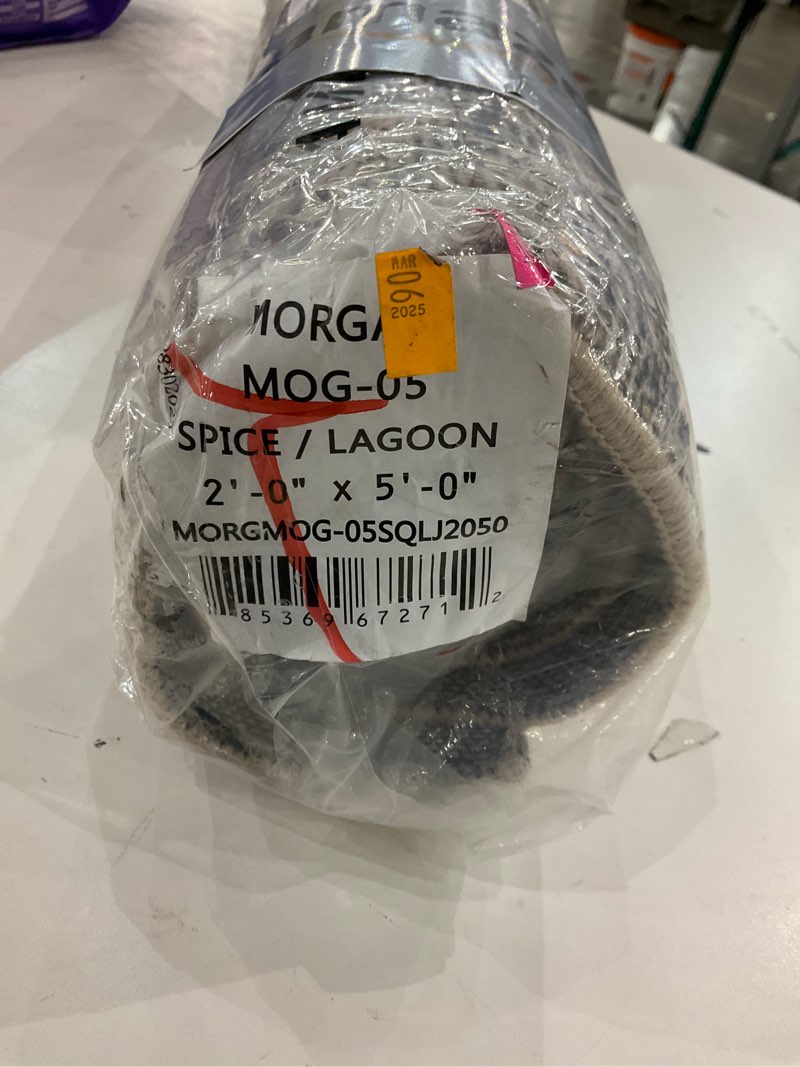 MAR
06
2025
MORGA
MOG-05
SPICE / LAGOON
2'-0" x 5'-0"
MORGMOG-05SQLJ2050
85369 67271 2